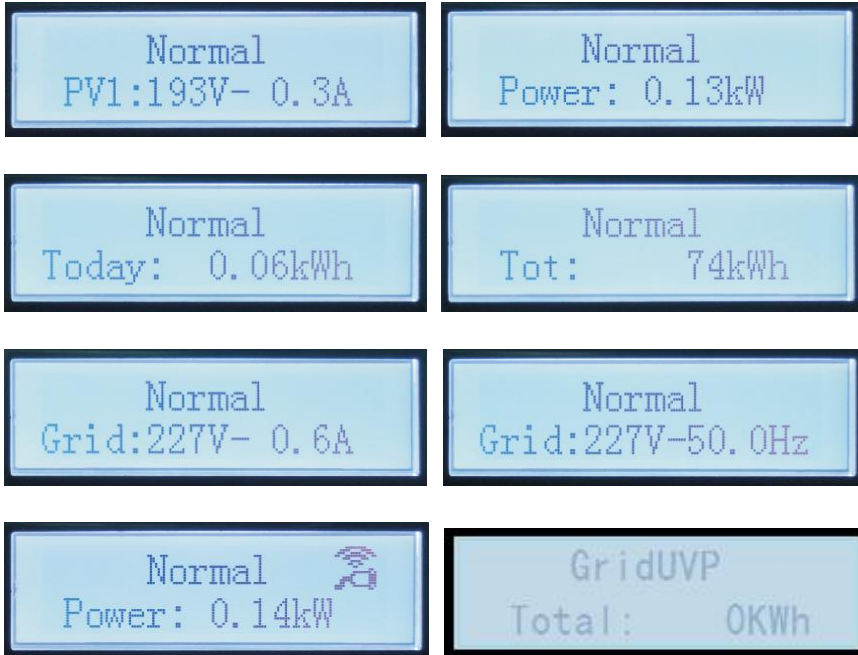 Normal
PV1:193V- 0.3A
Normal
Power: 0.13kW
Normal
Today: 0.06kWh
Normal
Tot: 74kWh
Normal
Grid:227V- 0.6A
Normal
Grid:227V-50.0Hz
Normal
Power: 0.14kW
GridUVP
Total: 0KWh